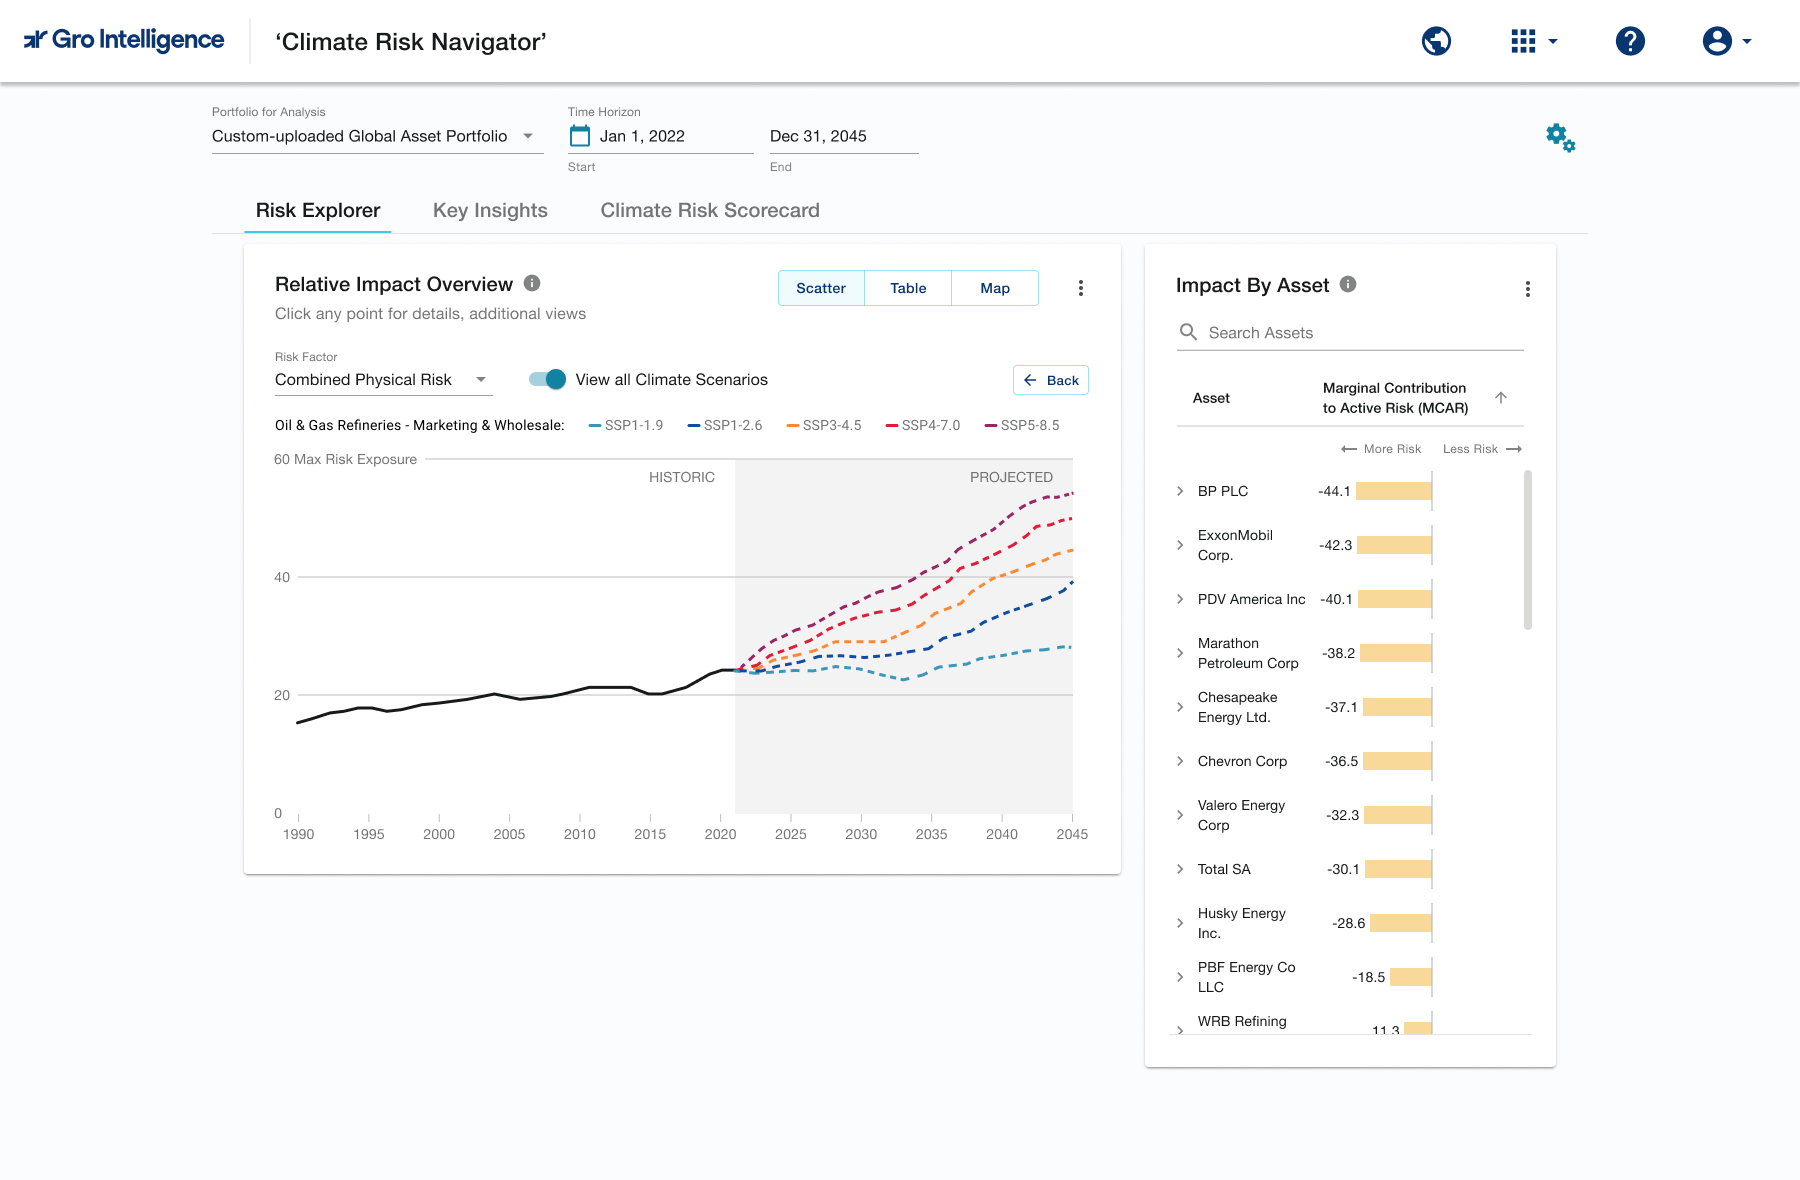 Gro Intelligence
‘Climate Risk Navigator’
Portfolio for Analysis
Custom-uploaded Global Asset Portfolio
Time Horizon
Jan 1, 2022
Dec 31, 2045
Start
End
Risk Explorer
Key Insights
Climate Risk Scorecard
Relative Impact Overview
Click any point for details, additional views
Scatter
Table
Map
Risk Factor
Combined Physical Risk
View all Climate Scenarios
Back
Oil & Gas Refineries - Marketing & Wholesale:
SSP1-1.9
SSP1-2.6
SSP3-4.5
SSP4-7.0
SSP5-8.5
60 Max Risk Exposure
HISTORIC
PROJECTED
40
20
0
1990
1995
2000
2005
2010
2015
2020
2025
2030
2035
2040
2045
Impact By Asset
Search Assets
Asset
Marginal Contribution
to Active Risk (MCAR)
More Risk
Less Risk
BP PLC
-44.1
ExxonMobil
Corp.
-42.3
PDV America Inc
-40.1
Marathon
Petroleum Corp
-38.2
Chesapeake
Energy Ltd.
-37.1
Chevron Corp
-36.5
Valero Energy
Corp
-32.3
Total SA
-30.1
Husky Energy
Inc.
-28.6
PBF Energy Co
LLC
-18.5
WRB Refining
11.3